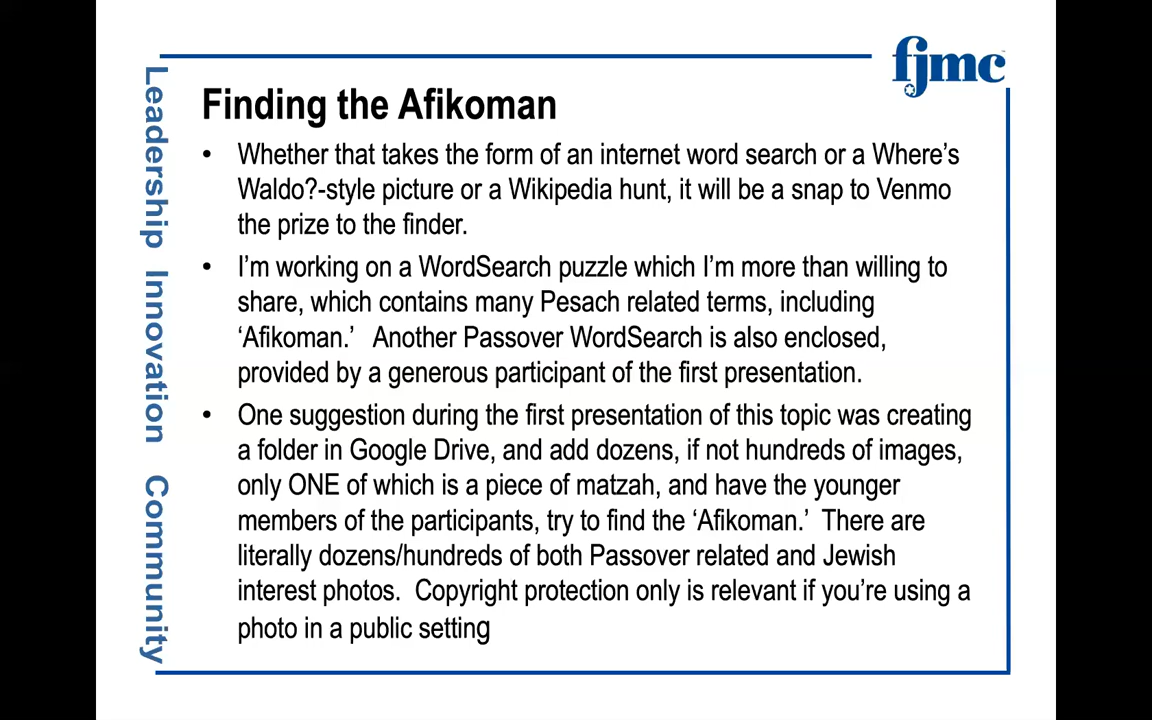 fjmc
Leadership Innovation Community
Finding the Afikoman
• Whether that takes the form of an internet word search or a Where’s
Waldo?-style picture or a Wikipedia hunt, it will be a snap to Venmo
the prize to the finder.
• I’m working on a WordSearch puzzle which I’m more than willing to
share, which contains many Pesach related terms, including
‘Afikoman.’   Another Passover WordSearch is also enclosed,
provided by a generous participant of the first presentation.
• One suggestion during the first presentation of this topic was creating
a folder in Google Drive, and add dozens, if not hundreds of images,
only ONE of which is a piece of matzah, and have the younger
members of the participants, try to find the ‘Afikoman.’  There are
literally dozens/hundreds of both Passover related and Jewish
interest photos.  Copyright protection only is relevant if you’re using a
photo in a public setting